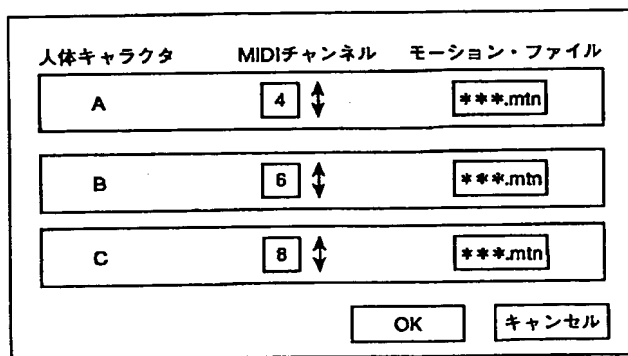 人体キャラクタ MIDIチャンネル モーション・ファイル
A 4 ***.mtn
B 6 ***.mtn
C 8 ***.mtn
OK キャンセル